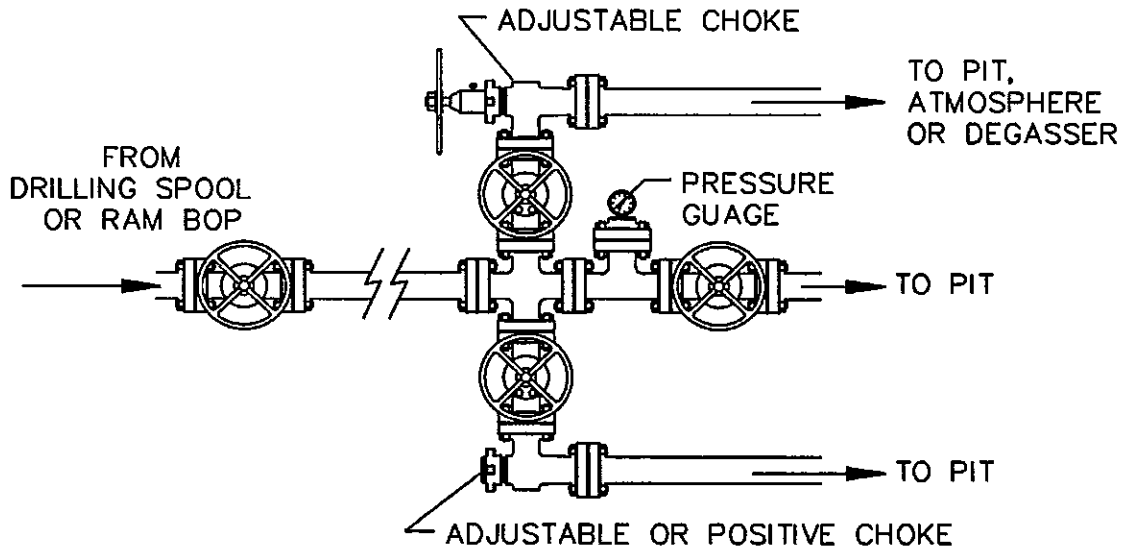 ADJUSTABLE CHOKE
TO PIT,
ATMOSPHERE
OR DEGASSER
FROM
DRILLING SPOOL
OR RAM BOP
PRESSURE
GUAGE
TO PIT
TO PIT
ADJUSTABLE OR POSITIVE CHOKE